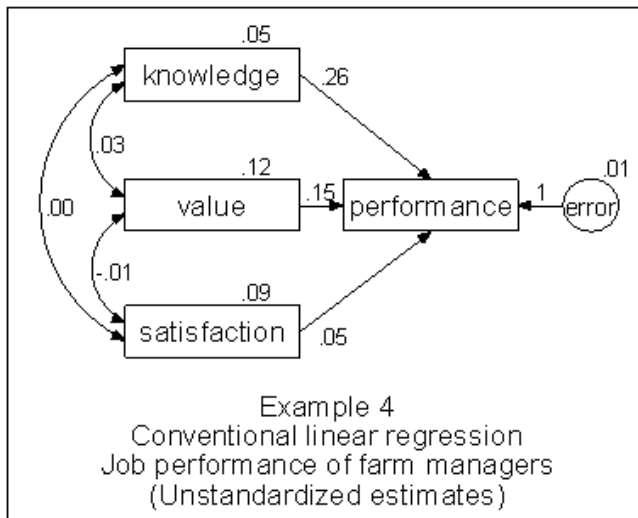 .05
knowledge
.26
.03
.12
.01
.00
value
.15
performance
1
error
-.01
.09
satisfaction
.05
Example 4
Conventional linear regression
Job performance of farm managers
(Unstandardized estimates)